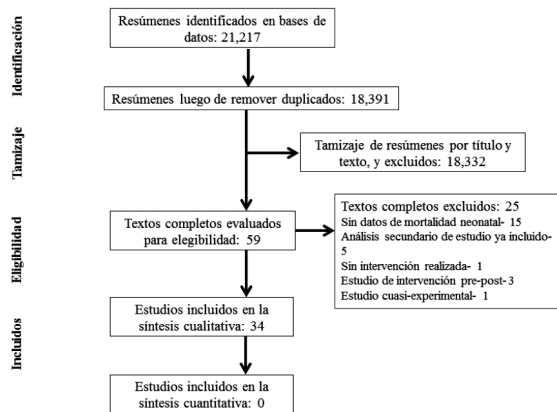 Identificación
Resúmenes identificados en bases de
datos: 21,217
Resúmenes luego de remover duplicados: 18,391
Tamizaje
Tamizaje de resúmenes por título y
texto, y excluidos: 18,332
Eligibilidad
Textos completos evaluados
para elegibilidad: 59
Textos completos excluidos: 25
Sin datos de mortalidad neonatal- 15
Análisis secundario de estudio ya incluido-
5
Sin intervención realizada- 1
Estudio de intervención pre-post- 3
Estudio cuasi-experimental- 1
Incluidos
Estudios incluidos en la
síntesis cualitativa: 34
Estudios incluidos en la
síntesis cuantitativa: 0